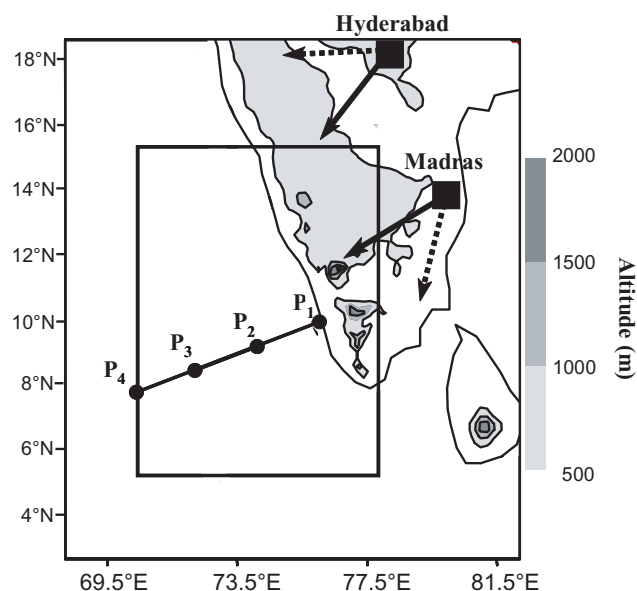 Hyderabad
18°N
16°N
Madras
2000
14°N
12°N
1500
Altitude (m)
P1
10°N
P2
P3
1000
P4
8°N
6°N
500
4°N
69.5°E 73.5°E 77.5°E 81.5°E